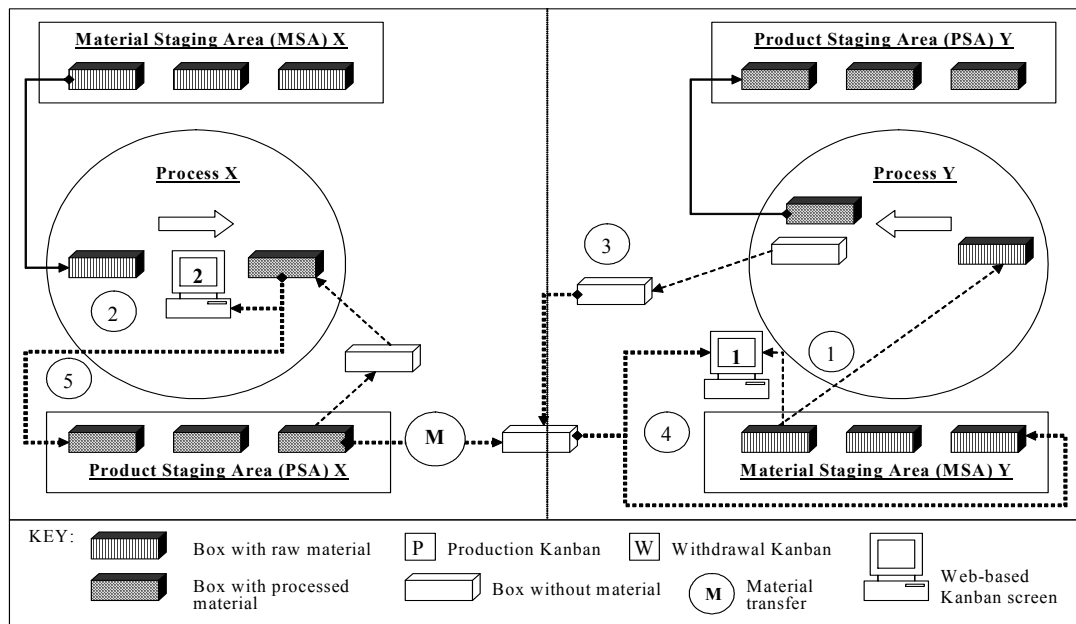 Material Staging Area (MSA) X
Product Staging Area (PSA) Y
Process X
Process Y
2
3
2
1
1
5
M
4
Product Staging Area (PSA) X
Material Staging Area (MSA) Y
KEY:
Box with raw material
P Production Kanban
W Withdrawal Kanban
Box with processed
material
Box without material
M Material
transfer
Web-based
Kanban screen